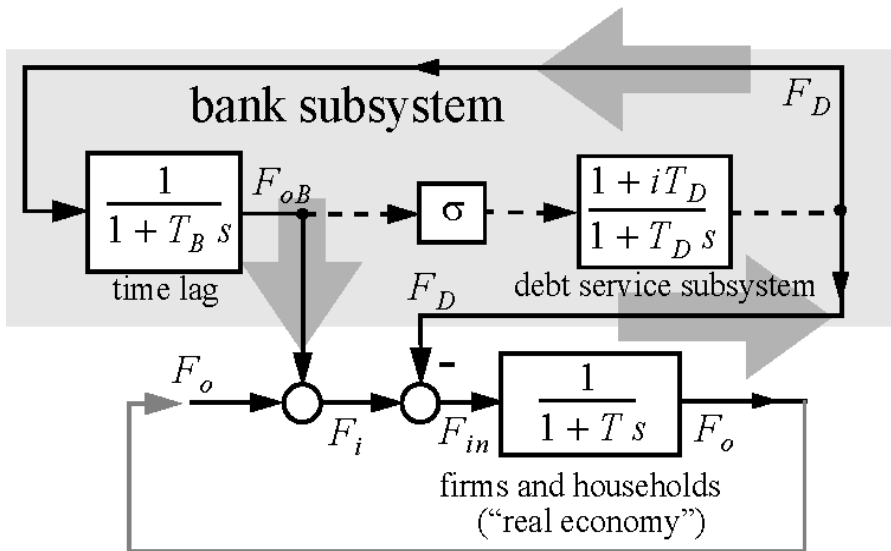 bank subsystem
F_D
1
1 + T_B s
time lag
F_oB
σ
1 + iT_D
1 + T_D s
debt service subsystem
F_D
-
F_o
F_i
F_in
1
1 + T s
F_o
firms and households
(“real economy”)